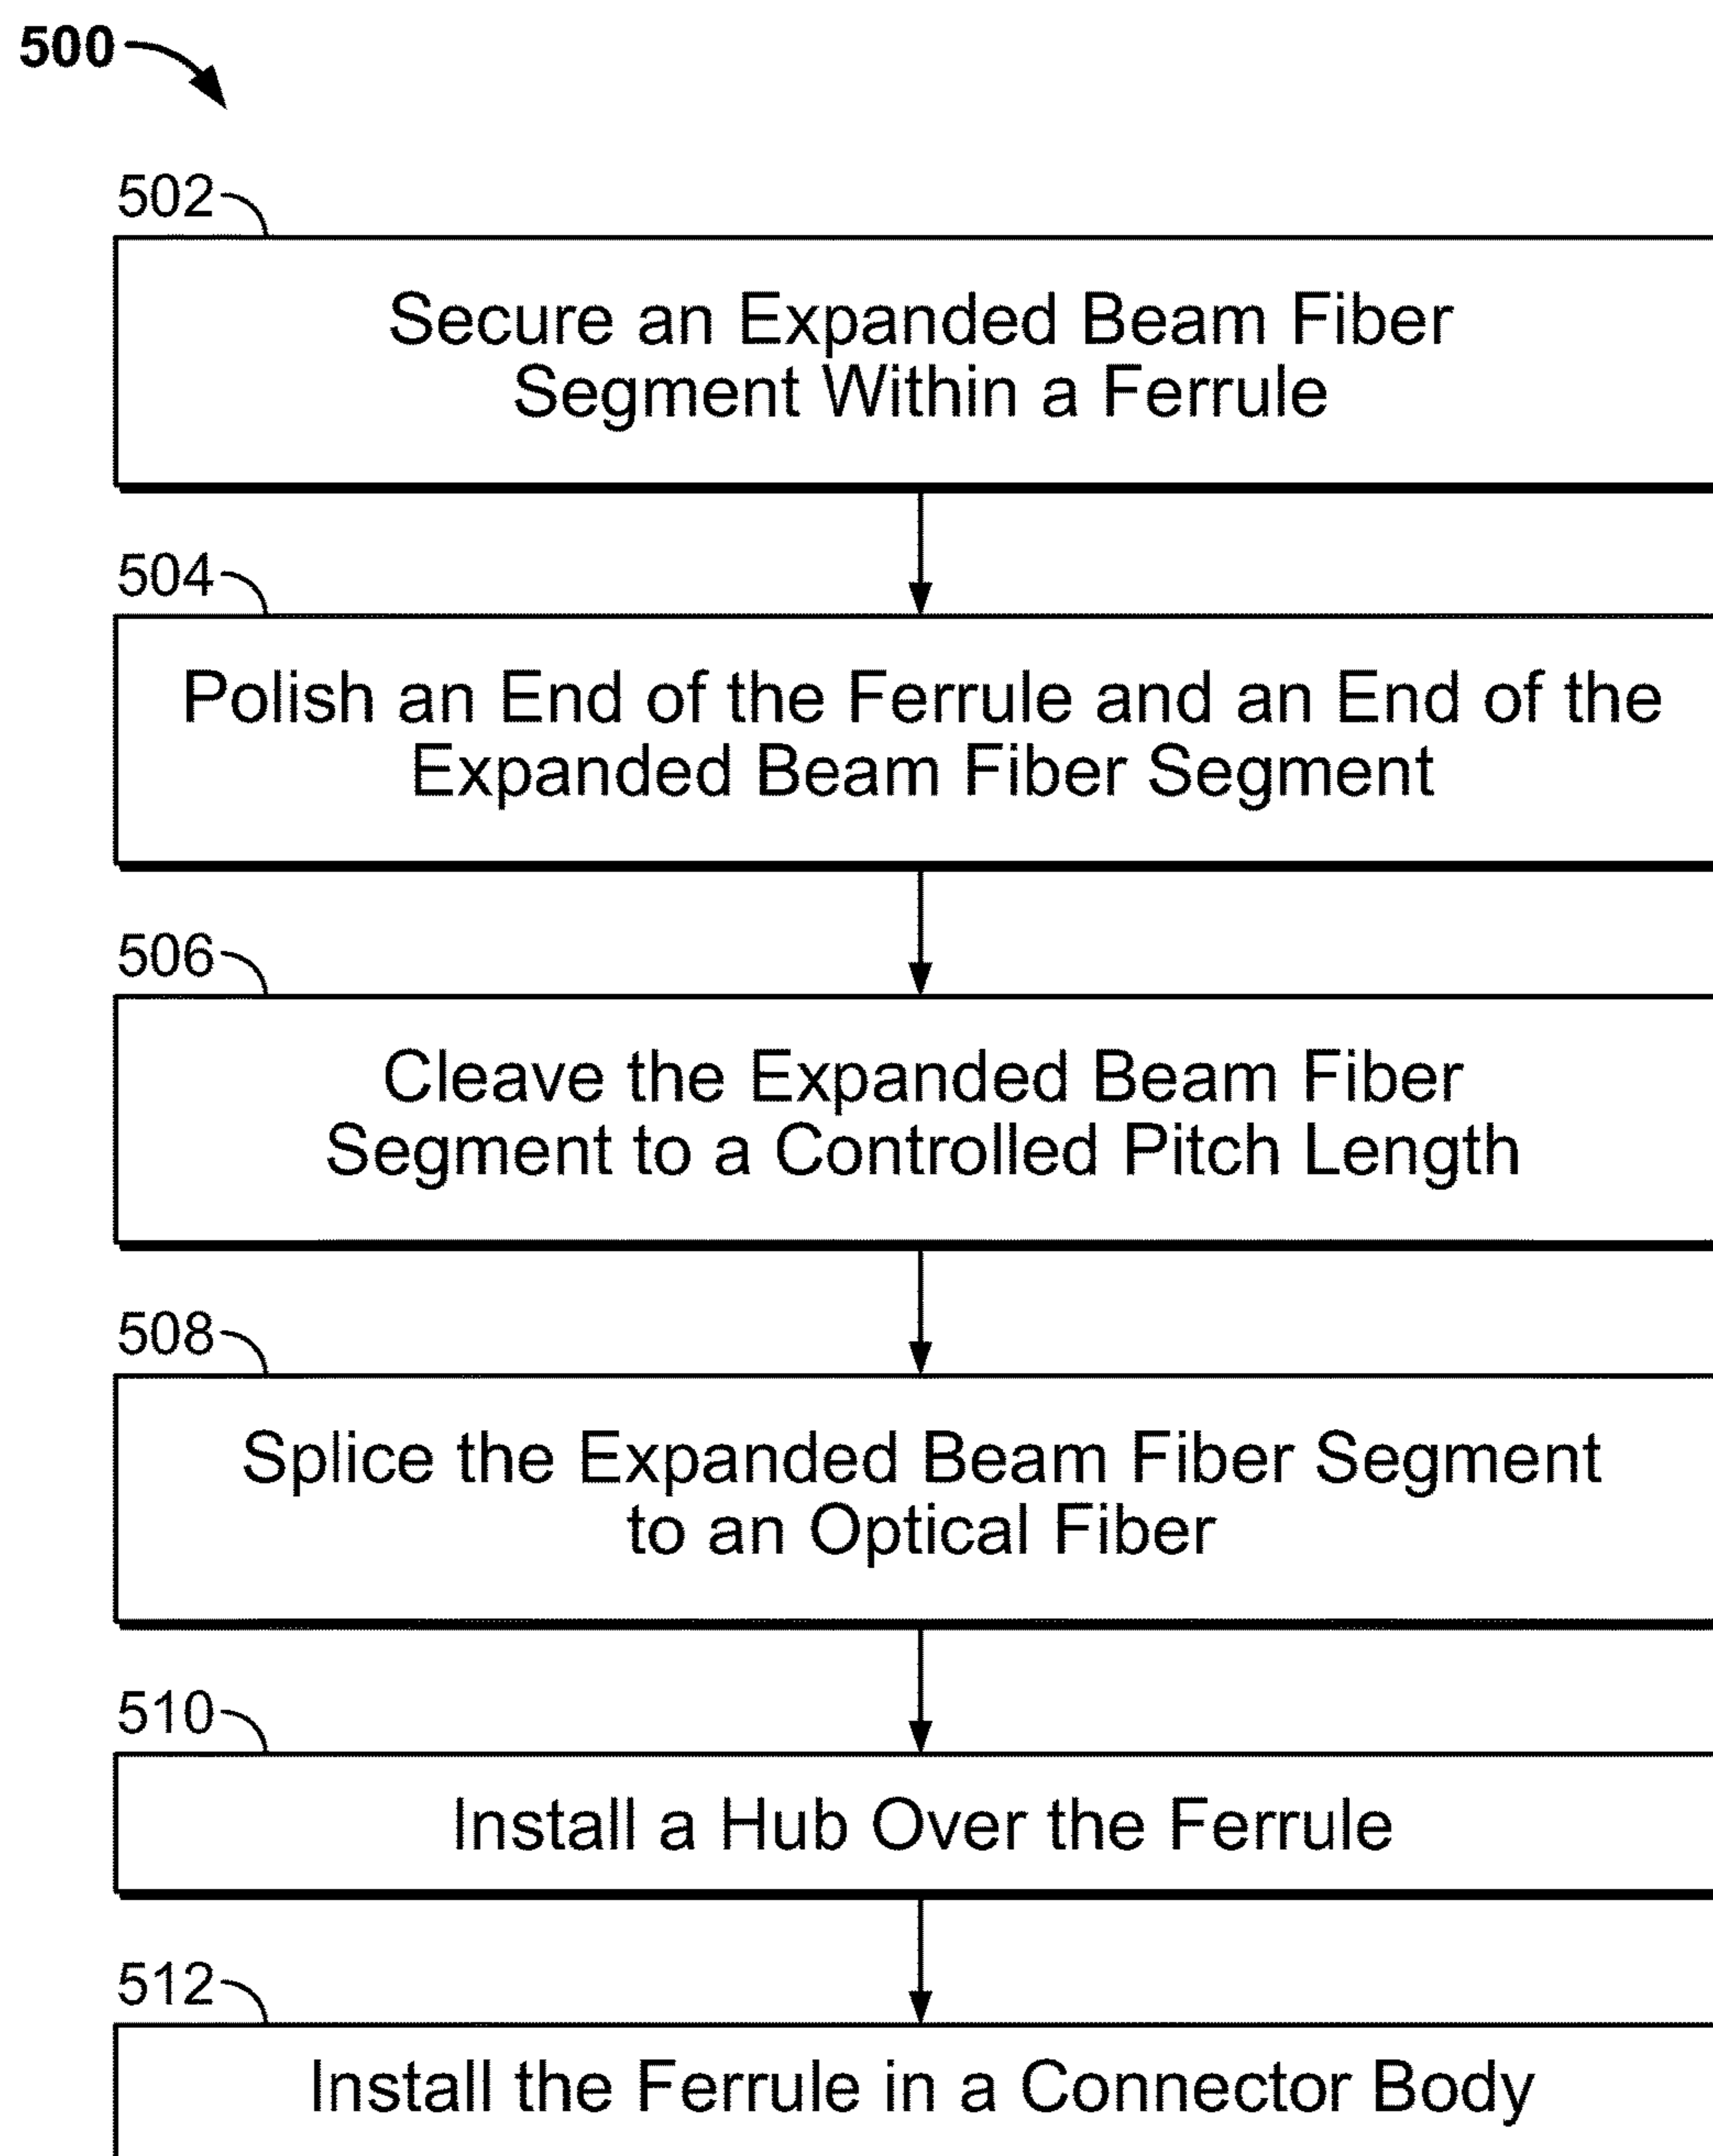 500
502
Secure an Expanded Beam Fiber
Segment Within a Ferrule
504
Polish an End of the Ferrule and an End of the
Expanded Beam Fiber Segment
506
Cleave the Expanded Beam Fiber
Segment to a Controlled Pitch Length
508
Splice the Expanded Beam Fiber Segment
to an Optical Fiber
510
Install a Hub Over the Ferrule
512
Install the Ferrule in a Connector Body